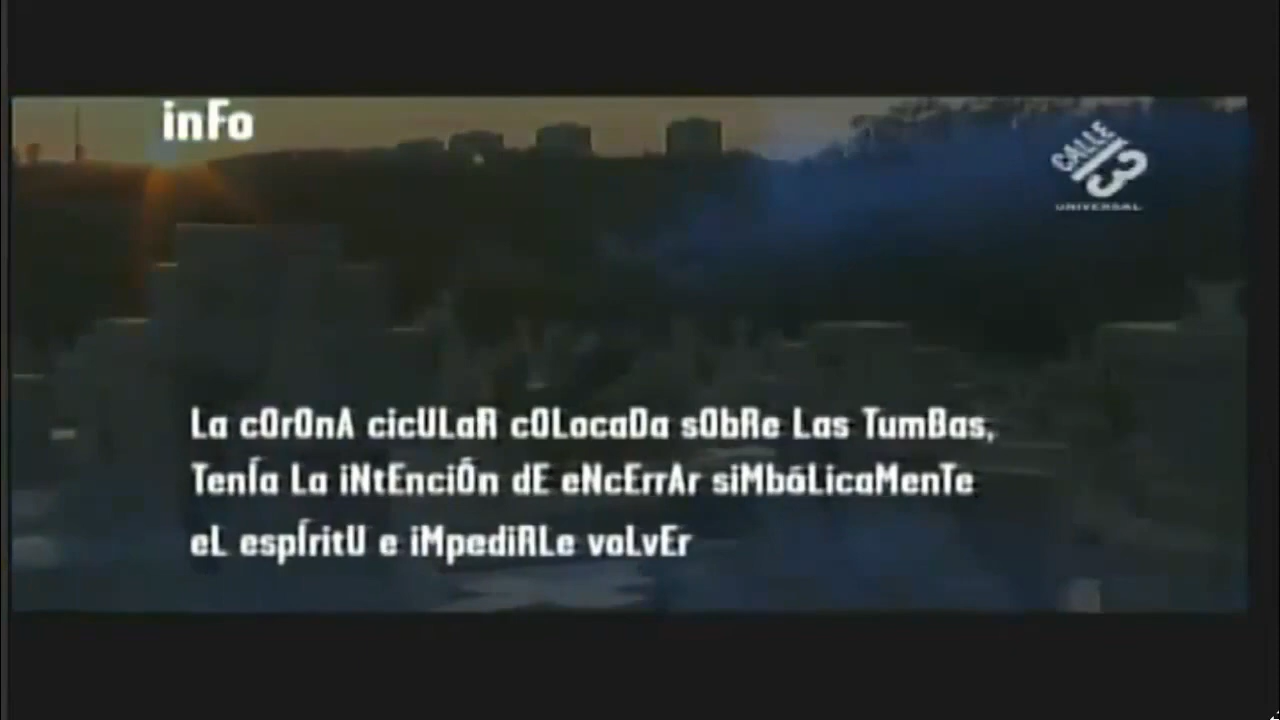 inFo
CALLE
13
UNIVERSAL
La cOrOnA cicULaR cOLocaDa sObRe Las TumBas,
TenÍa La iNtEnciÓn dE eNcErrAr siMbóLicaMenTe
eL espÍritU e iMpediRLe voLvEr